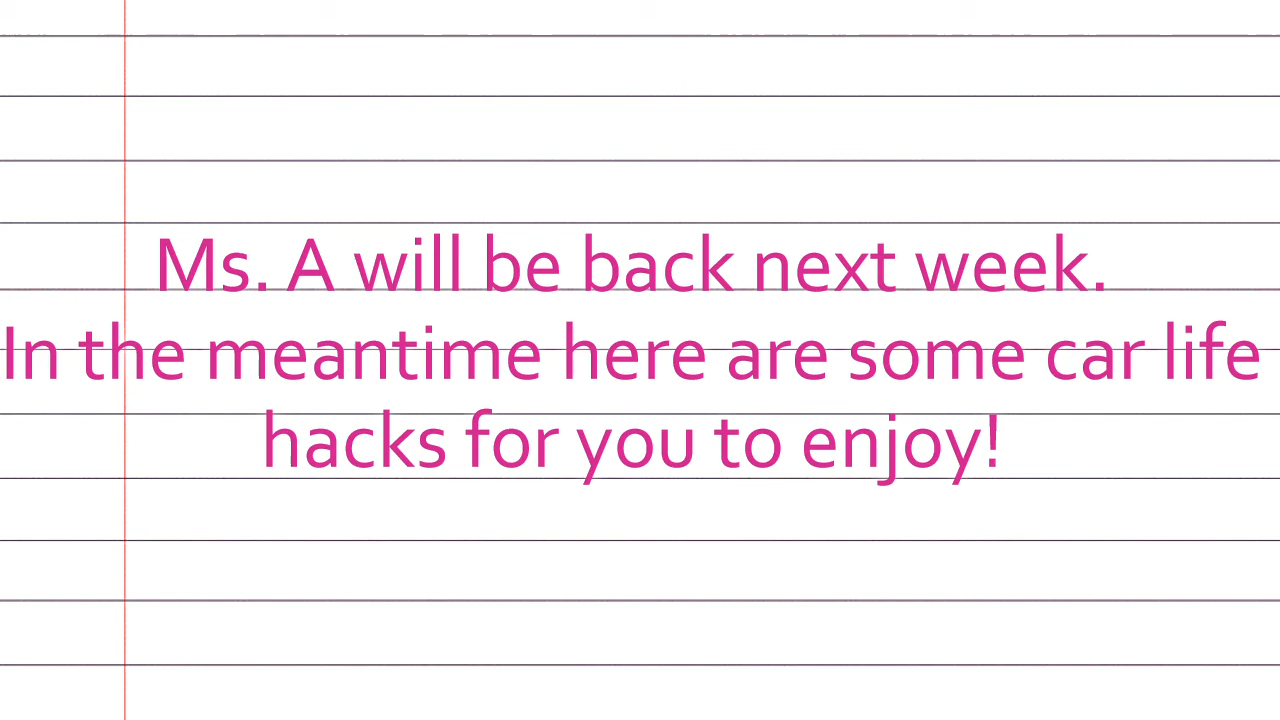 Ms. A will be back next week.
In the meantime here are some car life
hacks for you to enjoy!